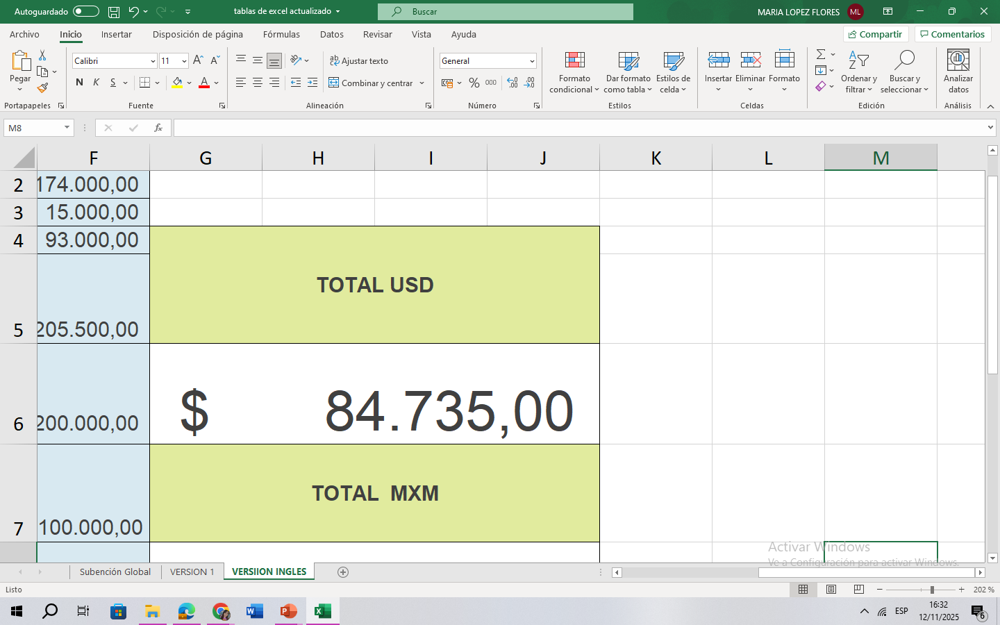 Autoguardado
tablas de excel actualizado
Buscar
MARIA LOPEZ FLORES
ML
Archivo Inicio Insertar Disposición de página Fórmulas Datos Revisar Vista Ayuda
Compartir Comentarios
Pegar
Portapapeles
Calibri 11
N K S
Fuente
Ajustar texto
Combinar y centrar
Alineación
General
% 000
Número
Formato condicional
Dar formato como tabla
Estilos de celda
Estilos
Insertar Eliminar Formato
Celdas
Ordenar y filtrar
Buscar y seleccionar
Edición
Analizar datos
Análisis
M8
fx
F G H I J K L M
2 174.000,00
3 15.000,00
4 93.000,00
TOTAL USD
5 205.500,00
6 200.000,00 $ 84.735,00
TOTAL MXM
7 100.000,00
Activar Windows
Ve a Configuración para activar Windows.
Subención Global VERSION 1 VERSIION INGLES
Listo
202 %
ESP
16:32
12/11/2025
6